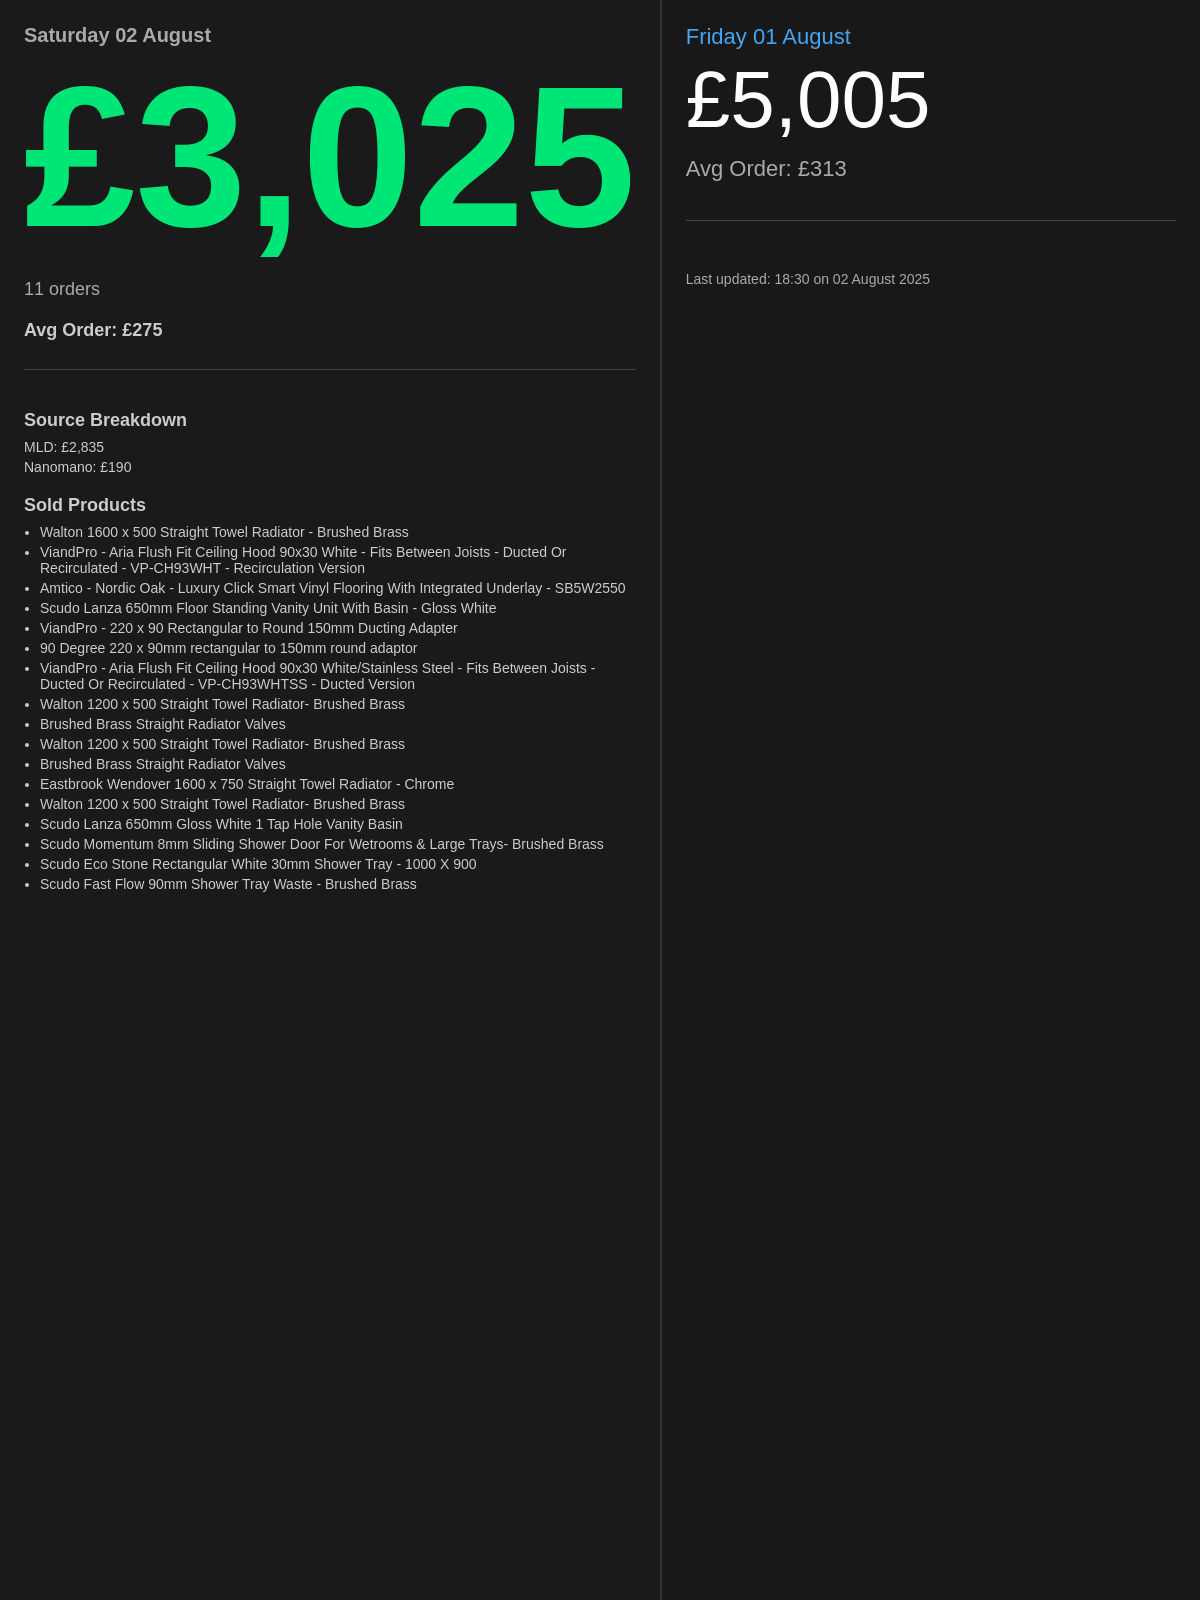 Saturday 02 August
£3,025
11 orders
Avg Order: £275
Source Breakdown
MLD: £2,835
Nanomano: £190
Sold Products
• Walton 1600 x 500 Straight Towel Radiator - Brushed Brass
• ViandPro - Aria Flush Fit Ceiling Hood 90x30 White - Fits Between Joists - Ducted Or
Recirculated - VP-CH93WHT - Recirculation Version
• Amtico - Nordic Oak - Luxury Click Smart Vinyl Flooring With Integrated Underlay - SB5W2550
• Scudo Lanza 650mm Floor Standing Vanity Unit With Basin - Gloss White
• ViandPro - 220 x 90 Rectangular to Round 150mm Ducting Adapter
• 90 Degree 220 x 90mm rectangular to 150mm round adaptor
• ViandPro - Aria Flush Fit Ceiling Hood 90x30 White/Stainless Steel - Fits Between Joists -
Ducted Or Recirculated - VP-CH93WHTSS - Ducted Version
• Walton 1200 x 500 Straight Towel Radiator- Brushed Brass
• Brushed Brass Straight Radiator Valves
• Walton 1200 x 500 Straight Towel Radiator- Brushed Brass
• Brushed Brass Straight Radiator Valves
• Eastbrook Wendover 1600 x 750 Straight Towel Radiator - Chrome
• Walton 1200 x 500 Straight Towel Radiator- Brushed Brass
• Scudo Lanza 650mm Gloss White 1 Tap Hole Vanity Basin
• Scudo Momentum 8mm Sliding Shower Door For Wetrooms & Large Trays- Brushed Brass
• Scudo Eco Stone Rectangular White 30mm Shower Tray - 1000 X 900
• Scudo Fast Flow 90mm Shower Tray Waste - Brushed Brass
Friday 01 August
£5,005
Avg Order: £313
Last updated: 18:30 on 02 August 2025